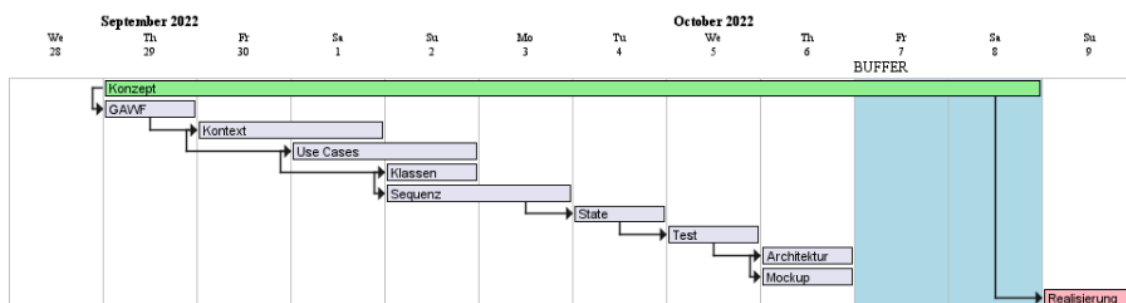 September 2022 October 2022
We Th Fr Sa Su Mo Tu We Th Fr Sa Su
28 29 30 1 2 3 4 5 6 7 8 9
BUFFER
Konzept
GAWF
Kontext
Use Cases
Klassen
Sequenz
State
Test
Architektur
Mockup
Realisierung